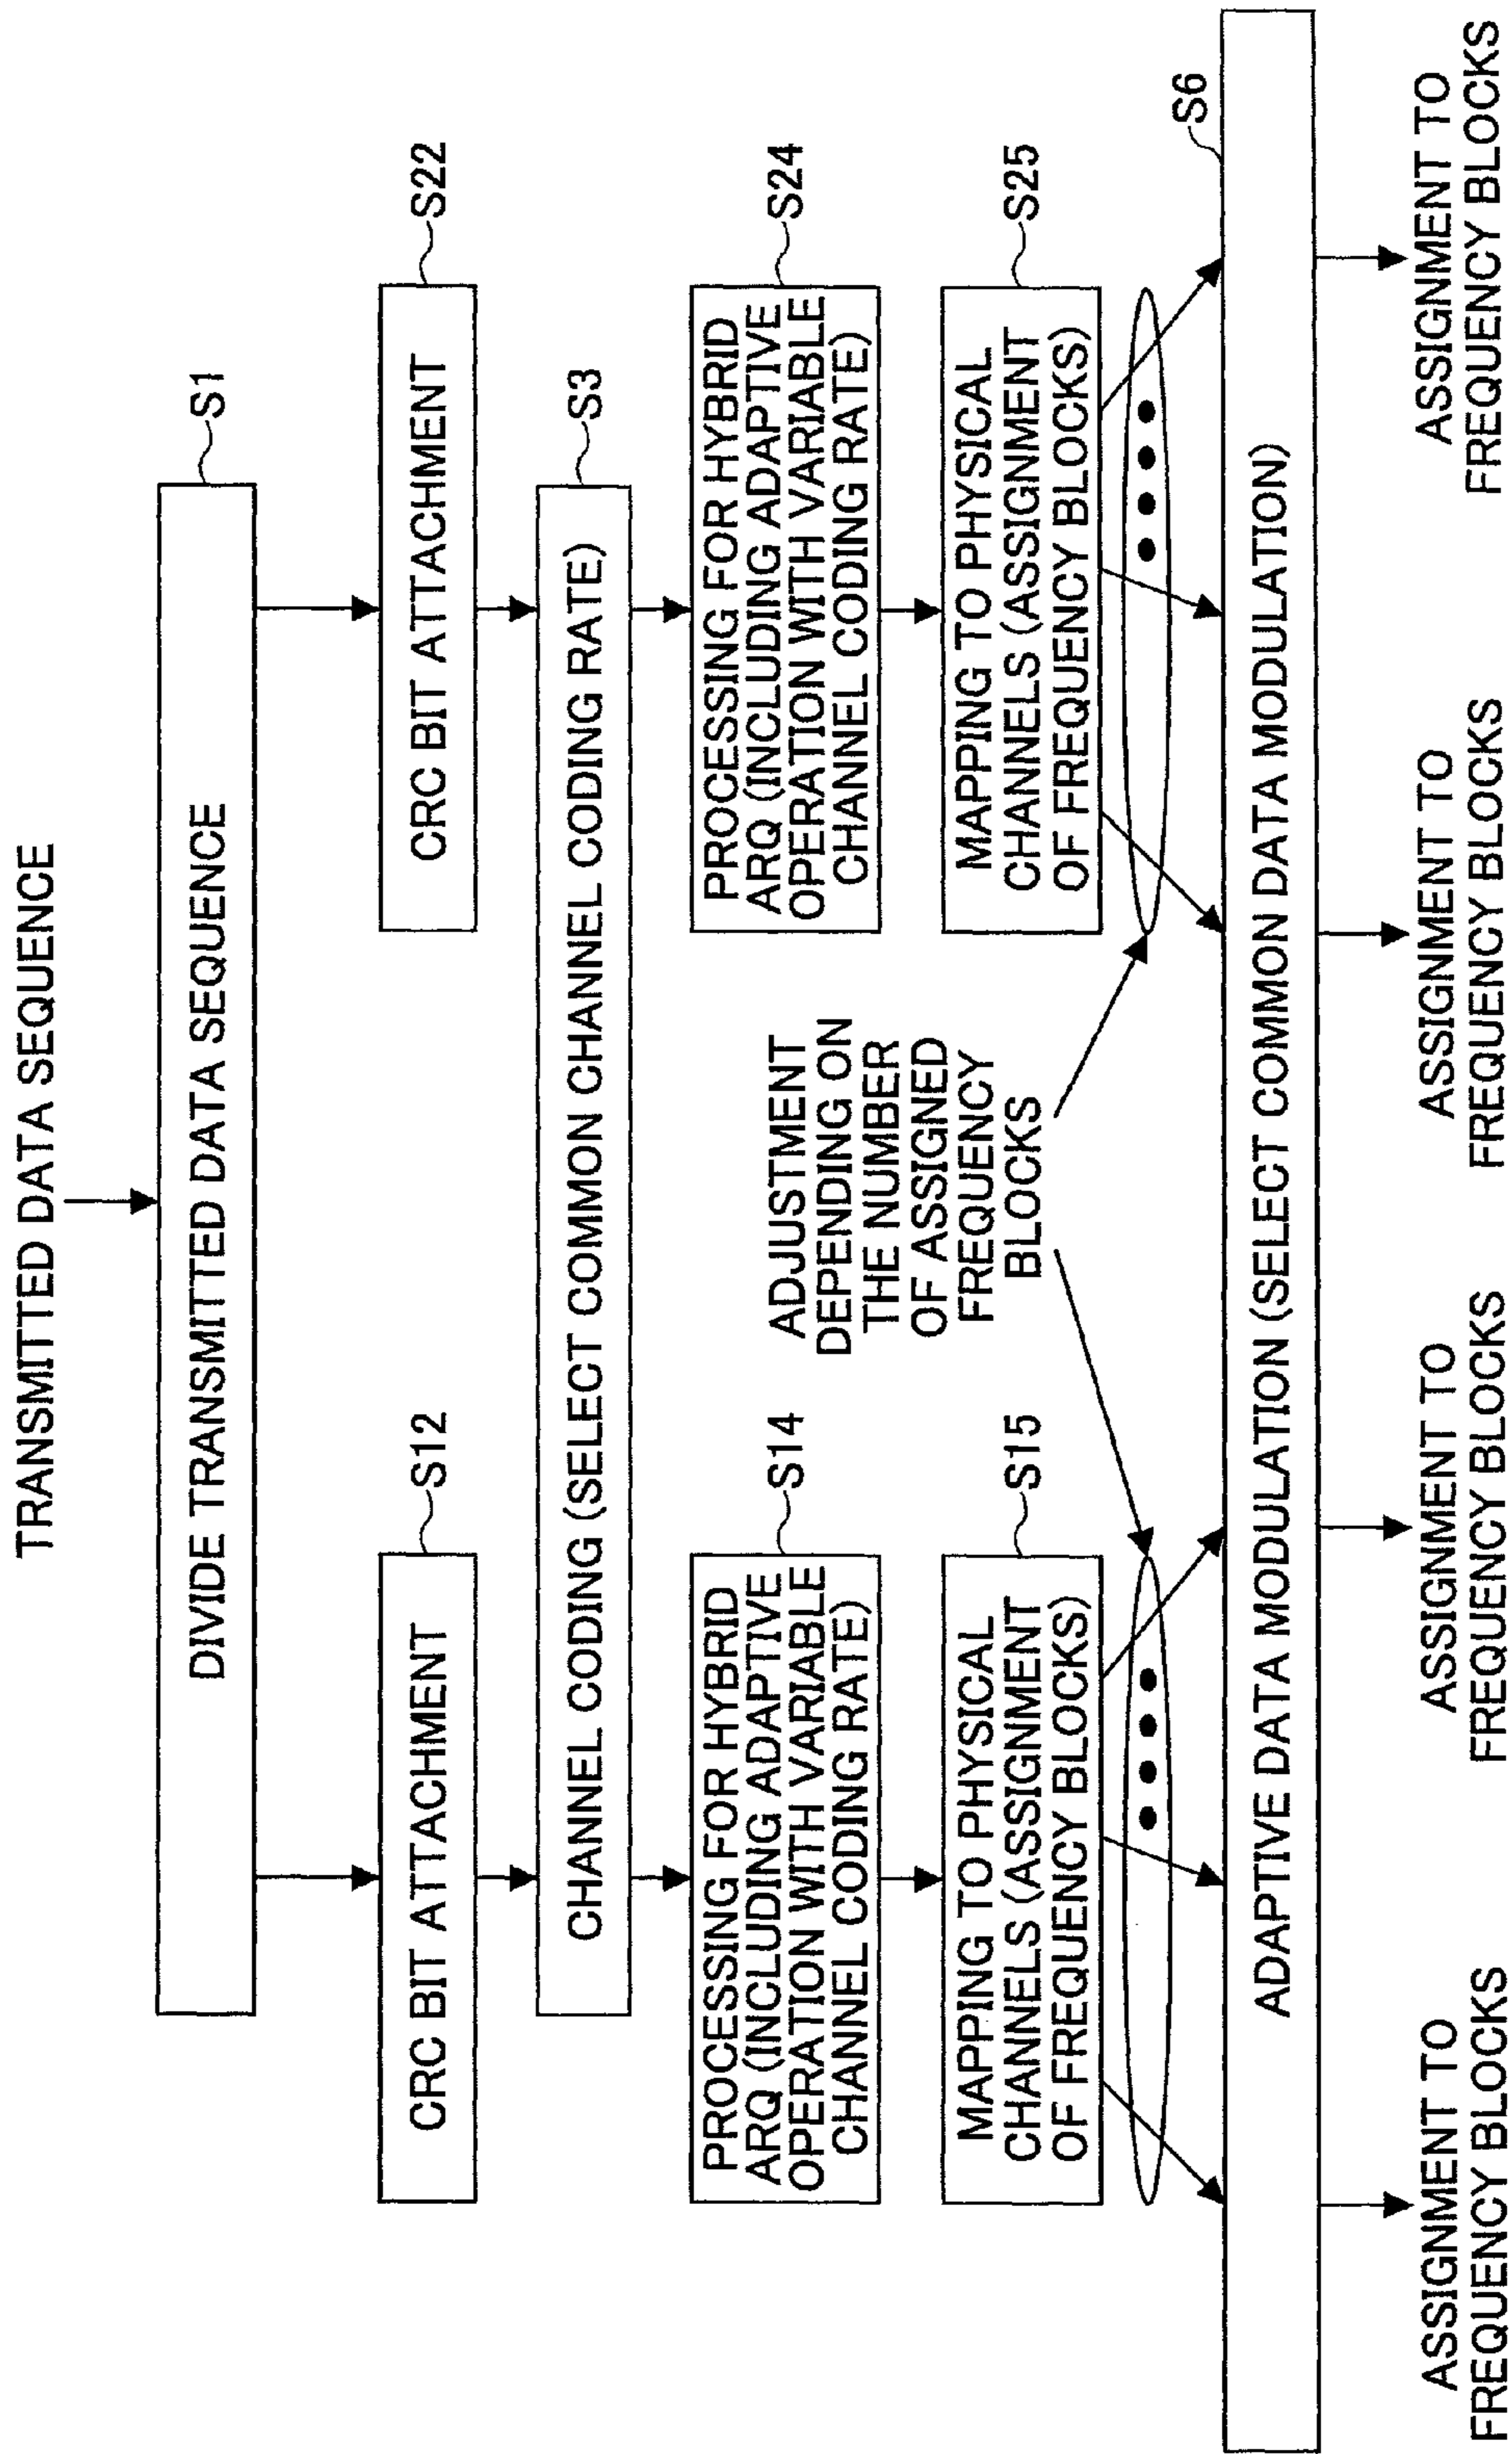 TRANSMITTED DATA SEQUENCE
S1
DIVIDE TRANSMITTED DATA SEQUENCE
S12
CRC BIT ATTACHMENT
S22
CRC BIT ATTACHMENT
S3
CHANNEL CODING (SELECT COMMON CHANNEL CODING RATE)
S14
PROCESSING FOR HYBRID
ARQ (INCLUDING ADAPTIVE
OPERATION WITH VARIABLE
CHANNEL CODING RATE)
ADJUSTMENT
DEPENDING ON
THE NUMBER
OF ASSIGNED
FREQUENCY
BLOCKS
S24
PROCESSING FOR HYBRID
ARQ (INCLUDING ADAPTIVE
OPERATION WITH VARIABLE
CHANNEL CODING RATE)
S15
MAPPING TO PHYSICAL
CHANNELS (ASSIGNMENT
OF FREQUENCY BLOCKS)
S25
MAPPING TO PHYSICAL
CHANNELS (ASSIGNMENT
OF FREQUENCY BLOCKS)
S6
ADAPTIVE DATA MODULATION (SELECT COMMON DATA MODULATION)
ASSIGNMENT TO
FREQUENCY BLOCKS
ASSIGNMENT TO
FREQUENCY BLOCKS
ASSIGNMENT TO
FREQUENCY BLOCKS
ASSIGNMENT TO
FREQUENCY BLOCKS